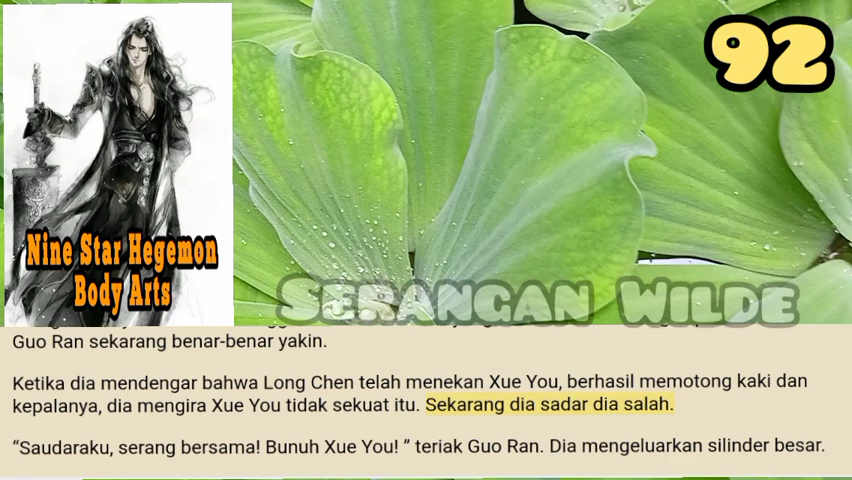 92
Nine Star Hegemon
Body Arts
Serangan Wilde
Guo Ran sekarang benar-benar yakin.
Ketika dia mendengar bahwa Long Chen telah menekan Xue You, berhasil memotong kaki dan
kepalanya, dia mengira Xue You tidak sekuat itu. Sekarang dia sadar dia salah.
“Saudaraku, serang bersama! Bunuh Xue You! ” teriak Guo Ran. Dia mengeluarkan silinder besar.